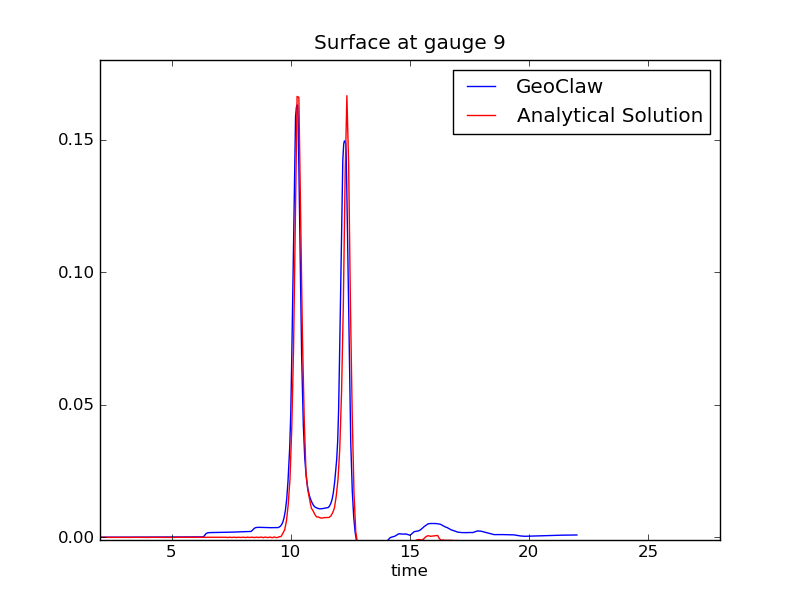 Surface at gauge 9
GeoClaw
Analytical Solution
0.15
0.10
0.05
0.00
5 10 15 20 25
time